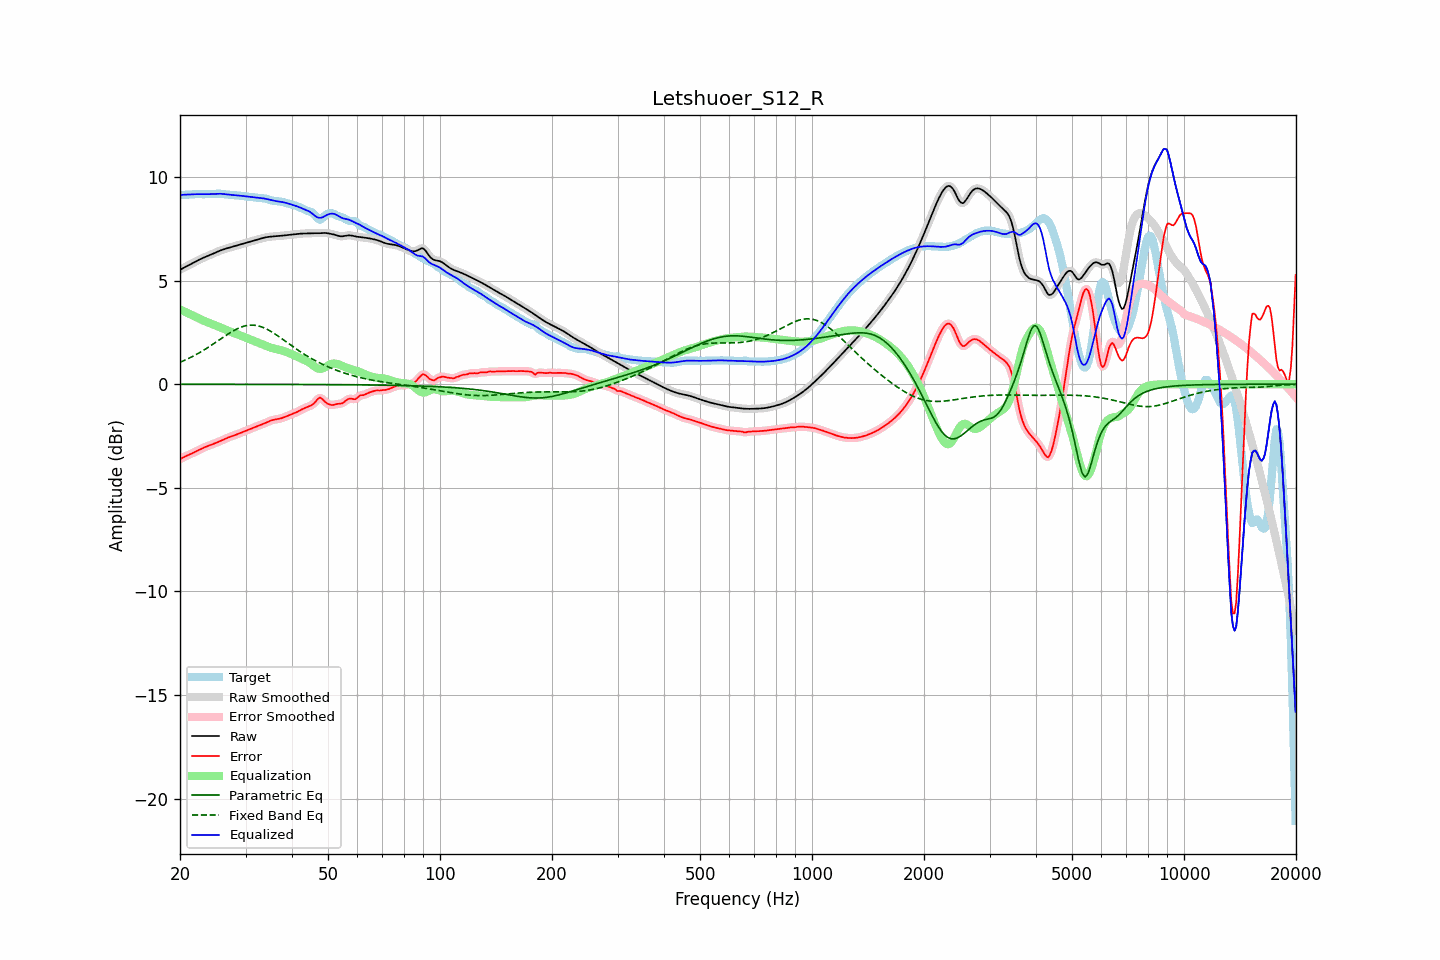 Letshuoer_S12_R
Amplitude (dBr)
10
5
0
−5
−10
−15
−20
Target
Raw Smoothed
Error Smoothed
Raw
Error
Equalization
Parametric Eq
Fixed Band Eq
Equalized
20 50 100 200 500 1000 2000 5000 10000 20000
Frequency (Hz)